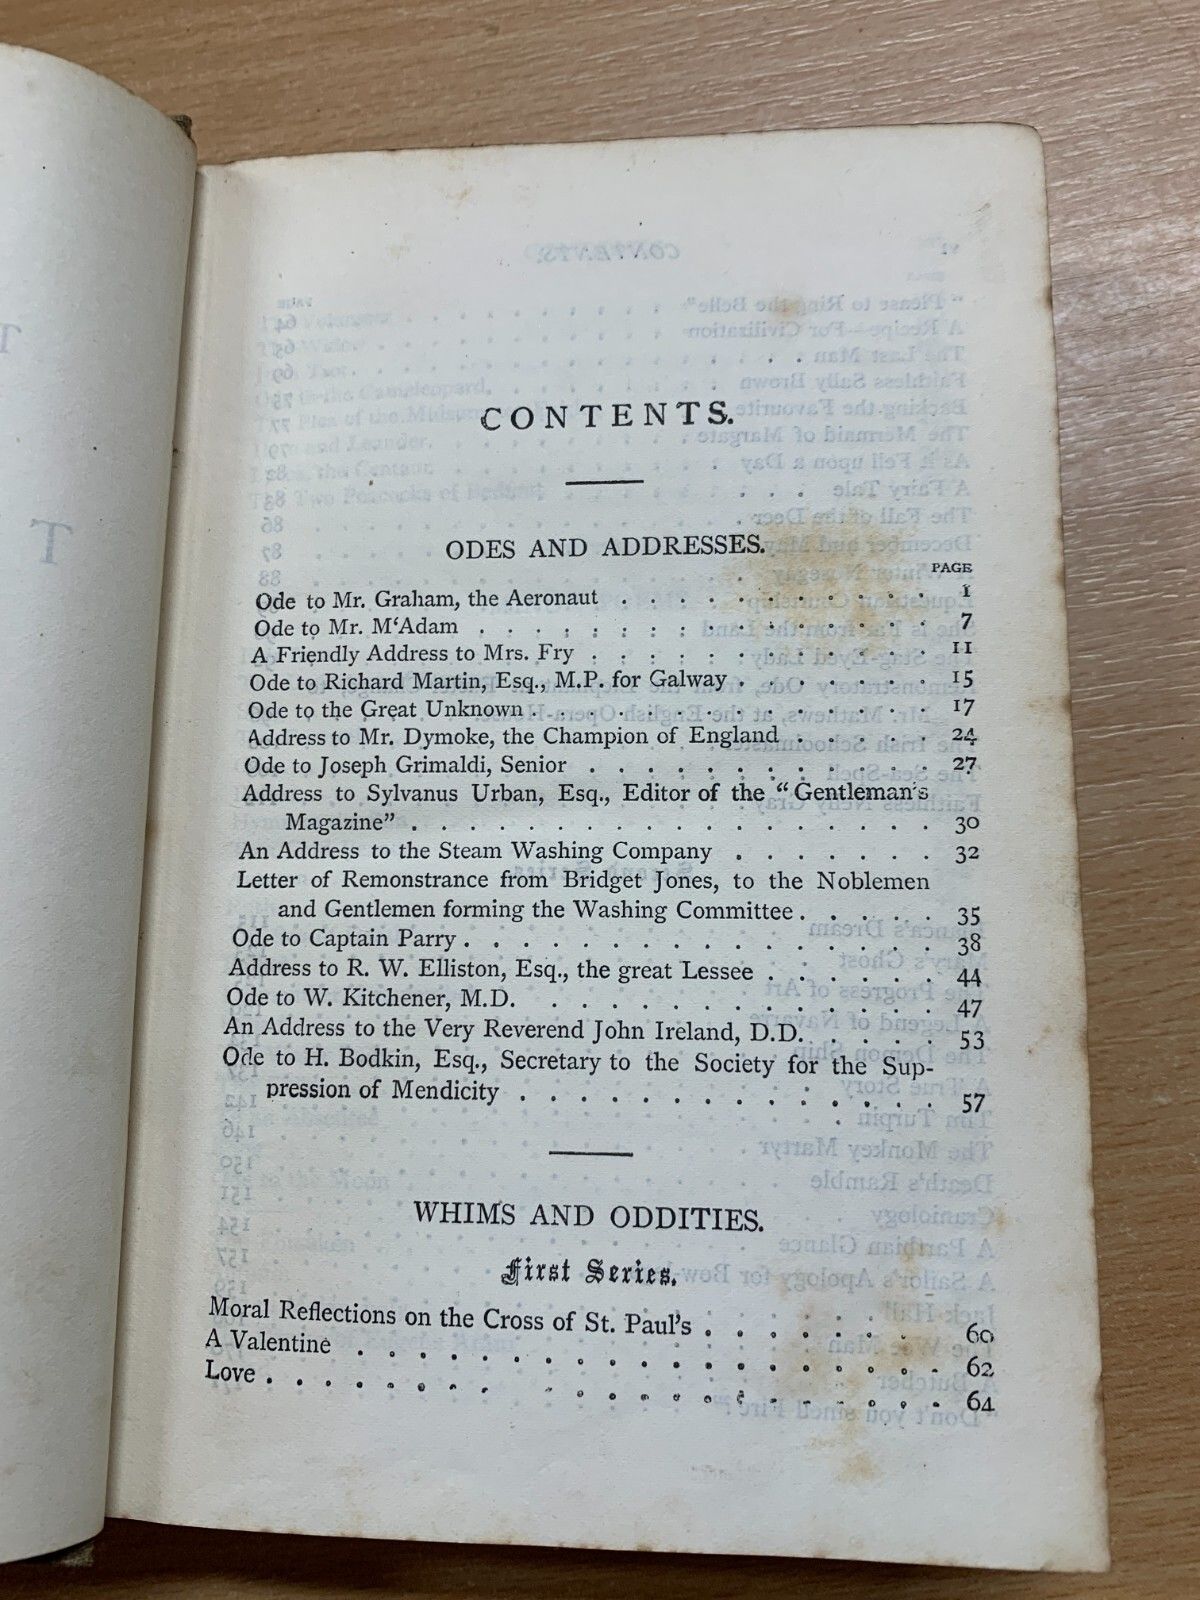 CONTENTS.
ODES AND ADDRESSES.
PAGE
Ode to Mr. Graham, the Aeronaut . . . . . . . . . . . . 1
Ode to Mr. M‘Adam . . . . . . . . . . . . . . . . . 7
A Friendly Address to Mrs. Fry . . . . . . . . . . . . . 11
Ode to Richard Martin, Esq., M.P. for Galway . . . . . . . 15
Ode to the Great Unknown . . . . . . . . . . . . . . 17
Address to Mr. Dymoke, the Champion of England . . . . . 24
Ode to Joseph Grimaldi, Senior . . . . . . . . . . . . 27
Address to Sylvanus Urban, Esq., Editor of the “Gentleman's
Magazine” . . . . . . . . . . . . . . . . . . 30
An Address to the Steam Washing Company . . . . . . . 32
Letter of Remonstrance from Bridget Jones, to the Noblemen
and Gentlemen forming the Washing Committee . . . . . 35
Ode to Captain Parry . . . . . . . . . . . . . . . . 38
Address to R. W. Elliston, Esq., the great Lessee . . . . . . 44
Ode to W. Kitchener, M.D. . . . . . . . . . . . . . . 47
An Address to the Very Reverend John Ireland, D.D. . . . . . 53
Ode to H. Bodkin, Esq., Secretary to the Society for the Sup-
pression of Mendicity . . . . . . . . . . . . . . . 57
WHIMS AND ODDITIES.
First Series.
Moral Reflections on the Cross of St. Paul's . . . . . . . . 60
A Valentine . . . . . . . . . . . . . . . . . . . 62
Love . . . . . . . . . . . . . . . . . . . . . 64